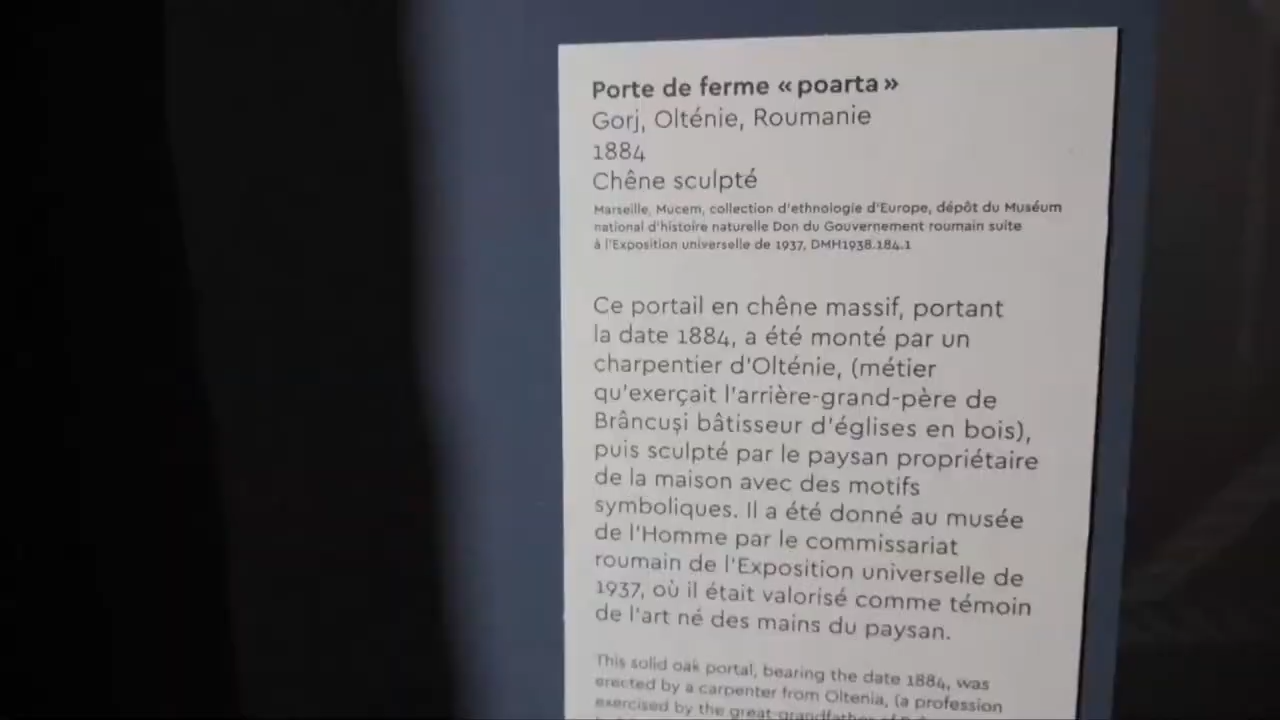 Porte de ferme « poarta »
Gorj, Olténie, Roumanie
1884
Chêne sculpté
Marseille, Mucem, collection d'ethnologie d'Europe, dépôt du Muséum
national d'histoire naturelle Don du Gouvernement roumain suite
à l'Exposition universelle de 1937, DMH1938.184.1
Ce portail en chêne massif, portant
la date 1884, a été monté par un
charpentier d'Olténie, (métier
qu'exerçait l'arrière-grand-père de
Brâncuşi bâtisseur d'églises en bois),
puis sculpté par le paysan propriétaire
de la maison avec des motifs
symboliques. Il a été donné au musée
de l'Homme par le commissariat
roumain de l'Exposition universelle de
1937, où il était valorisé comme témoin
de l'art né des mains du paysan.
This solid oak portal, bearing the date 1884, was
erected by a carpenter from Oltenia, (a profession
exercised by the great-grandfather of